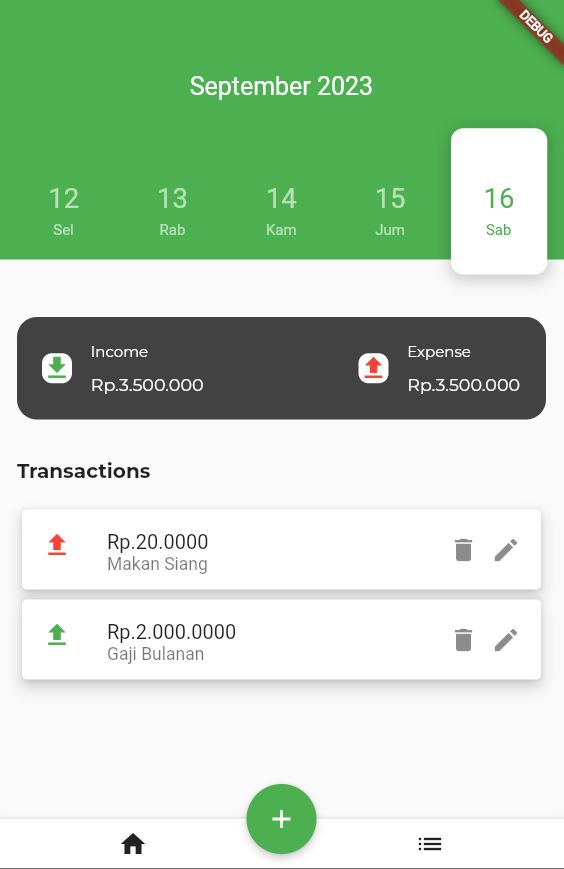 DEBUG
September 2023
12 13 14 15 16
Sel Rab Kam Jum Sab
Income Expense
Rp.3.500.000 Rp.3.500.000
Transactions
Rp.20.0000
Makan Siang
Rp.2.000.0000
Gaji Bulanan